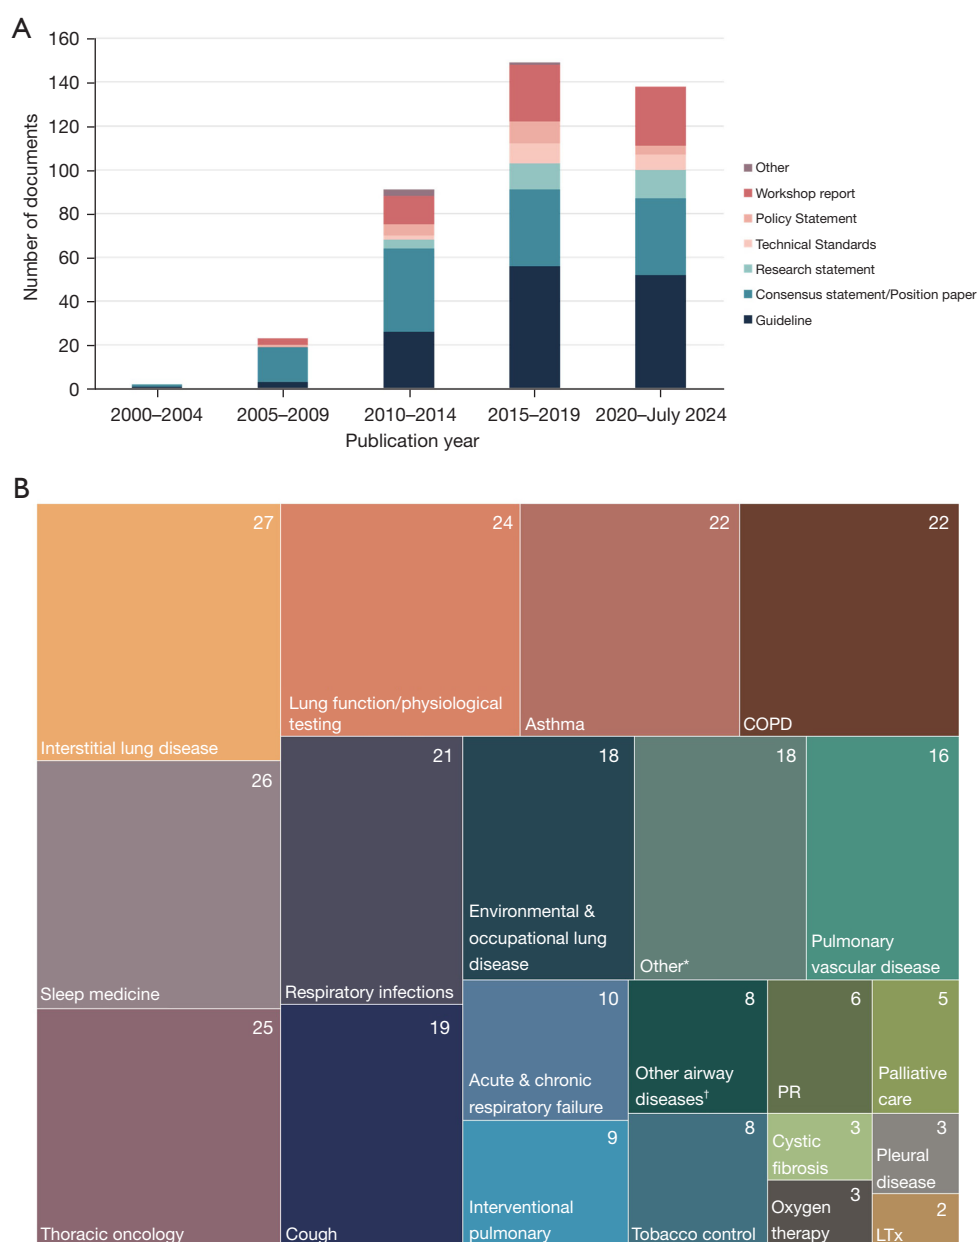 A
160
140
120
100
80
60
40
20
0
Number of documents
2000–2004
2005–2009
2010–2014
2015–2019
2020–July 2024
Publication year
Other
Workshop report
Policy Statement
Technical Standards
Research statement
Consensus statement/Position paper
Guideline
B
27
Interstitial lung disease
24
Lung function/physiological
testing
22
Asthma
22
COPD
26
Sleep medicine
21
Respiratory infections
18
Environmental &
occupational lung
disease
18
Other*
16
Pulmonary
vascular disease
25
Thoracic oncology
19
Cough
10
Acute & chronic
respiratory failure
8
Other airway
diseases†
6
PR
5
Palliative
care
9
Interventional
pulmonary
8
Tobacco control
3
Cystic
fibrosis
3
Pleural
disease
3
Oxygen
therapy
2
LTx